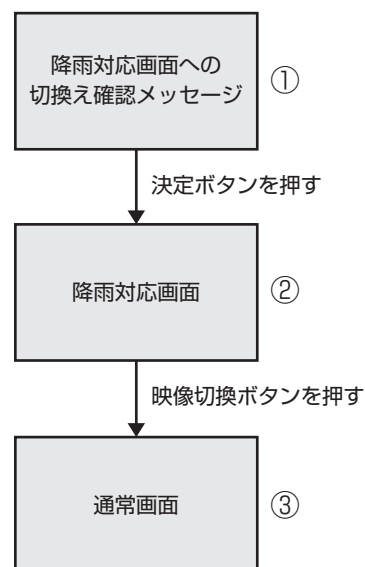 降雨対応画面への
切換え確認メッセージ
①
決定ボタンを押す
降雨対応画面
②
映像切換ボタンを押す
通常画面
③